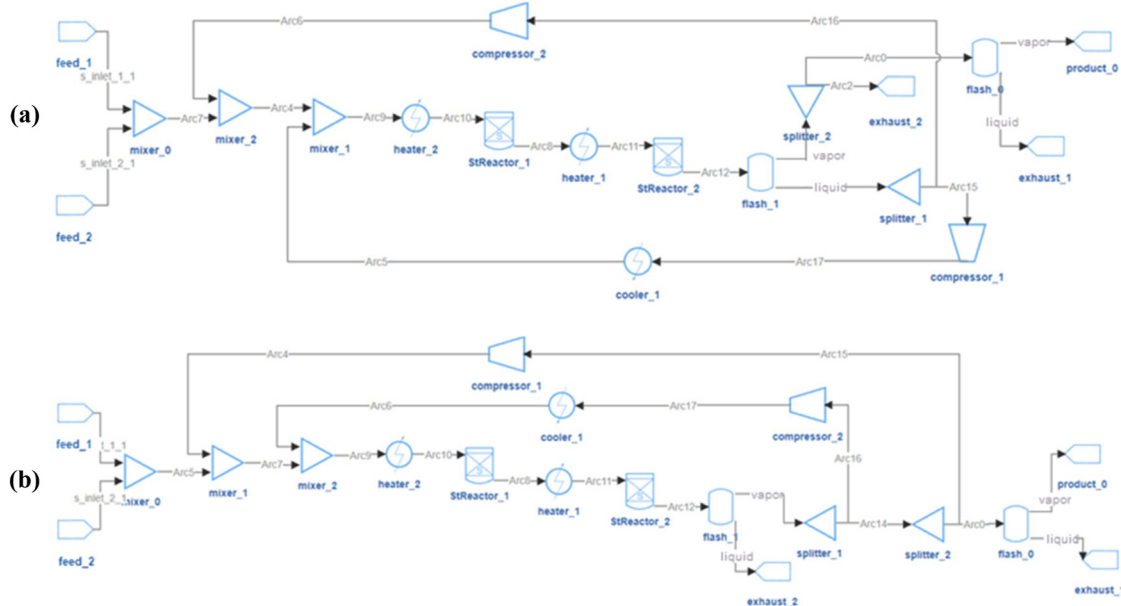 (a)
Arc6
Arc16
feed_1
compressor_2
s_inlet_1_1
Arc0
vapor
product_0
Arc2
flash_0
Arc4
Arc7
mixer_0
mixer_2
Arc9
mixer_1
Arc10
heater_2
StReactor_1
Arc8
heater_1
Arc11
StReactor_2
Arc12
flash_1
vapor
splitter_2
exhaust_2
liquid
exhaust_1
s_inlet_2_1
liquid
splitter_1
Arc15
feed_2
Arc5
cooler_1
Arc17
compressor_1
(b)
Arc4
Arc15
compressor_1
Arc6
Arc17
feed_1
cooler_1
compressor_2
t_1_1
Arc5
mixer_1
Arc7
mixer_2
Arc9
heater_2
Arc10
StReactor_1
Arc8
heater_1
Arc11
StReactor_2
Arc12
flash_1
vapor
Arc16
splitter_1
Arc14
splitter_2
Arc0
flash_0
vapor
product_0
s_inlet_2_1
mixer_0
feed_2
liquid
exhaust_2
liquid
exhaust_1